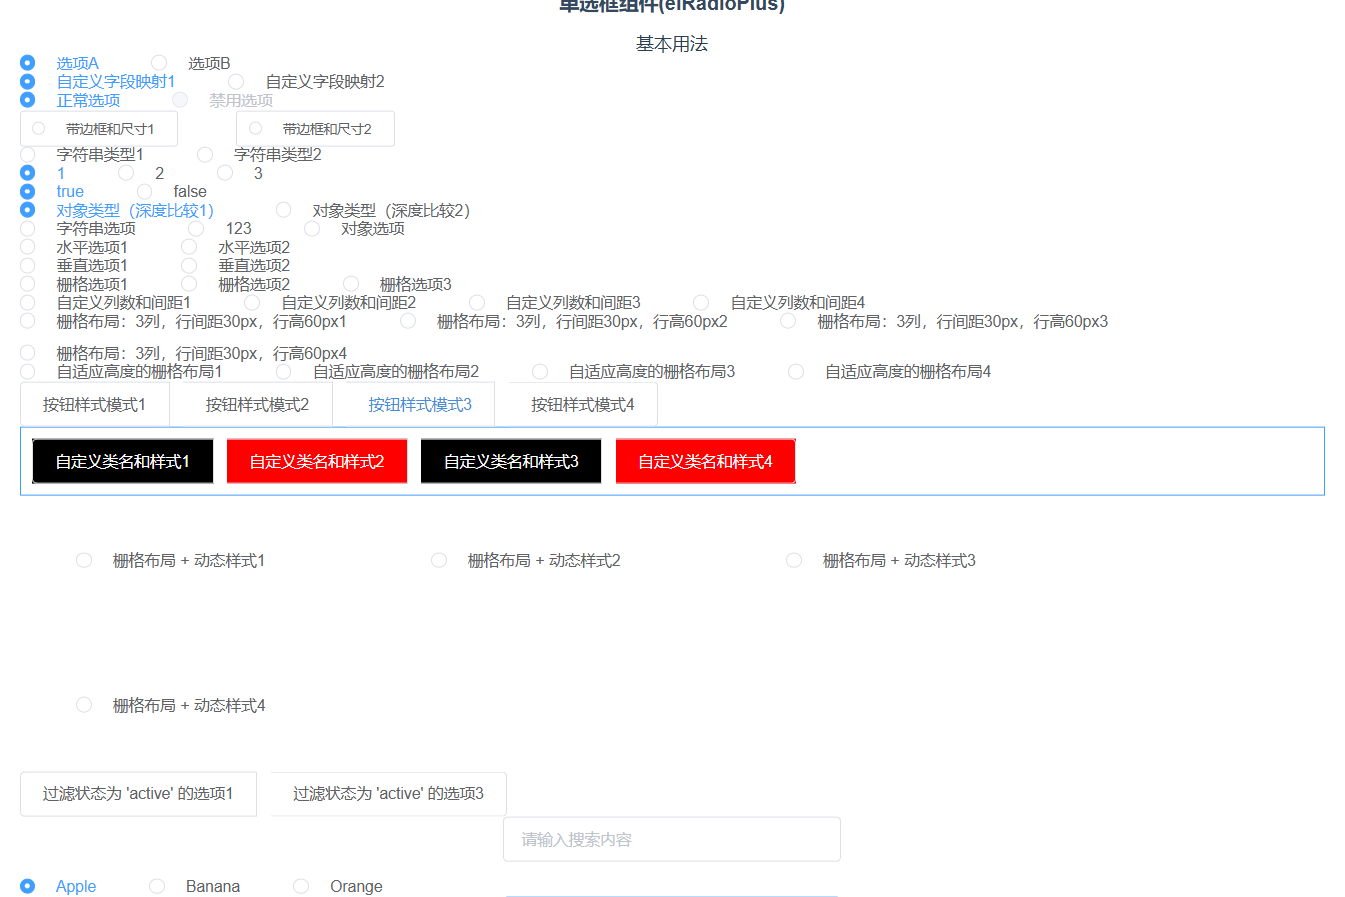 单选框组件(elRadioPlus)
基本用法
选项A 选项B
自定义字段映射1 自定义字段映射2
正常选项 禁用选项
带边框和尺寸1 带边框和尺寸2
字符串类型1 字符串类型2
1 2 3
true false
对象类型（深度比较1） 对象类型（深度比较2）
字符串选项 123 对象选项
水平选项1 水平选项2
垂直选项1 垂直选项2
栅格选项1 栅格选项2 栅格选项3
自定义列数和间距1 自定义列数和间距2 自定义列数和间距3 自定义列数和间距4
栅格布局：3列，行间距30px，行高60px1 栅格布局：3列，行间距30px，行高60px2 栅格布局：3列，行间距30px，行高60px3
栅格布局：3列，行间距30px，行高60px4
自适应高度的栅格布局1 自适应高度的栅格布局2 自适应高度的栅格布局3 自适应高度的栅格布局4
按钮样式模式1 按钮样式模式2 按钮样式模式3 按钮样式模式4
自定义类名和样式1 自定义类名和样式2 自定义类名和样式3 自定义类名和样式4
栅格布局 + 动态样式1 栅格布局 + 动态样式2 栅格布局 + 动态样式3
栅格布局 + 动态样式4
过滤状态为 'active' 的选项1 过滤状态为 'active' 的选项3
请输入搜索内容
Apple Banana Orange